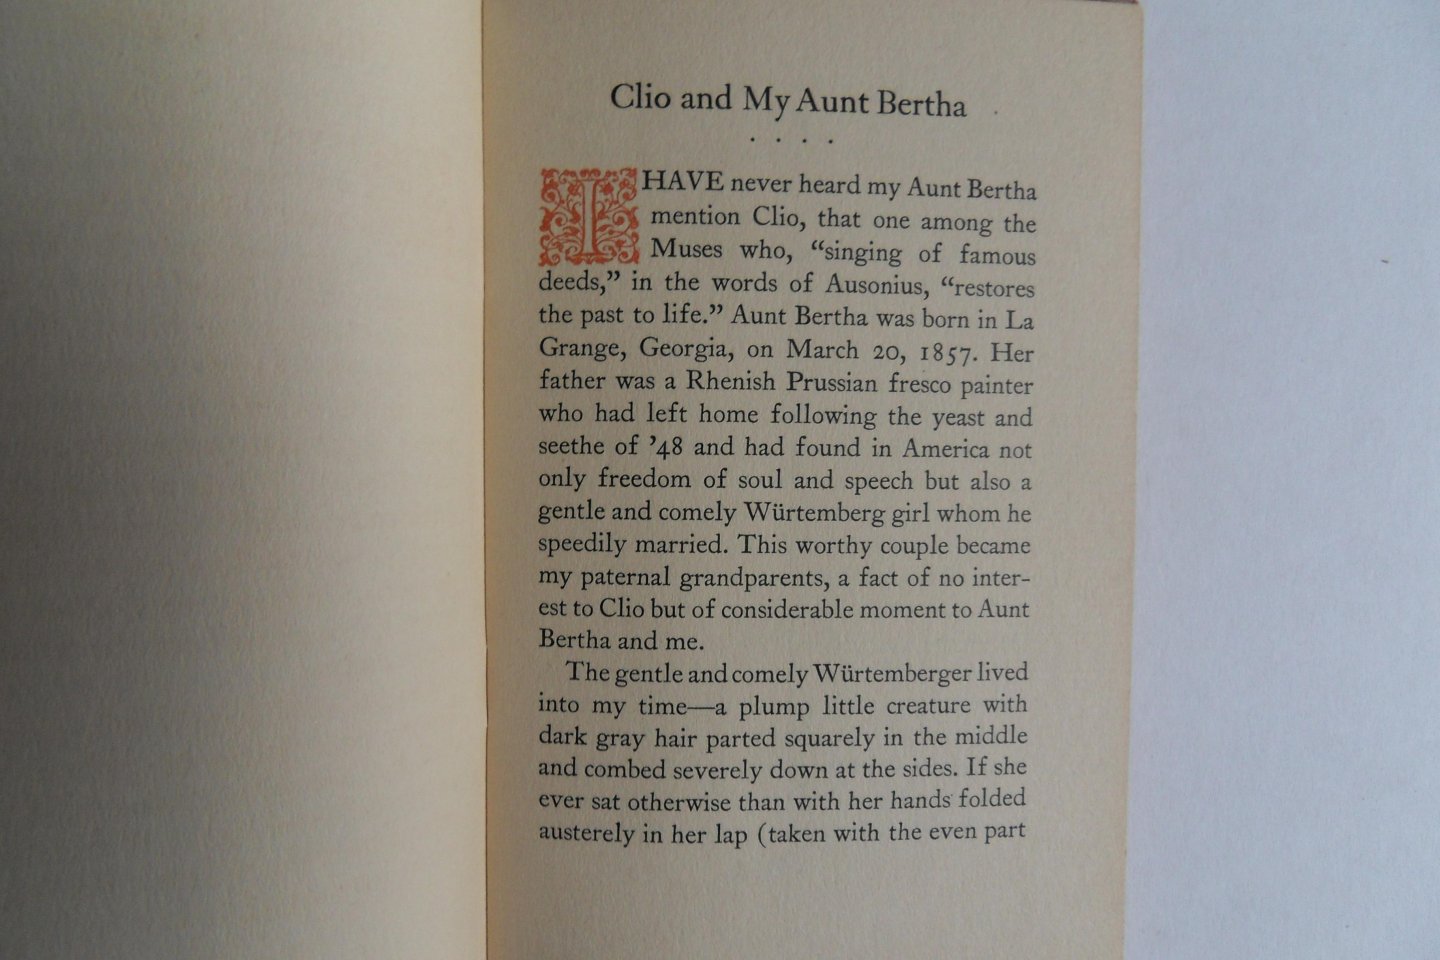 Clio and My Aunt Bertha
. . . .
I HAVE never heard my Aunt Bertha
mention Clio, that one among the
Muses who, “singing of famous
deeds,” in the words of Ausonius, “restores
the past to life.” Aunt Bertha was born in La
Grange, Georgia, on March 20, 1857. Her
father was a Rhenish Prussian fresco painter
who had left home following the yeast and
seethe of ’48 and had found in America not
only freedom of soul and speech but also a
gentle and comely Würtemberg girl whom he
speedily married. This worthy couple became
my paternal grandparents, a fact of no inter-
est to Clio but of considerable moment to Aunt
Bertha and me.
The gentle and comely Würtemberger lived
into my time—a plump little creature with
dark gray hair parted squarely in the middle
and combed severely down at the sides. If she
ever sat otherwise than with her hands folded
austerely in her lap (taken with the even part